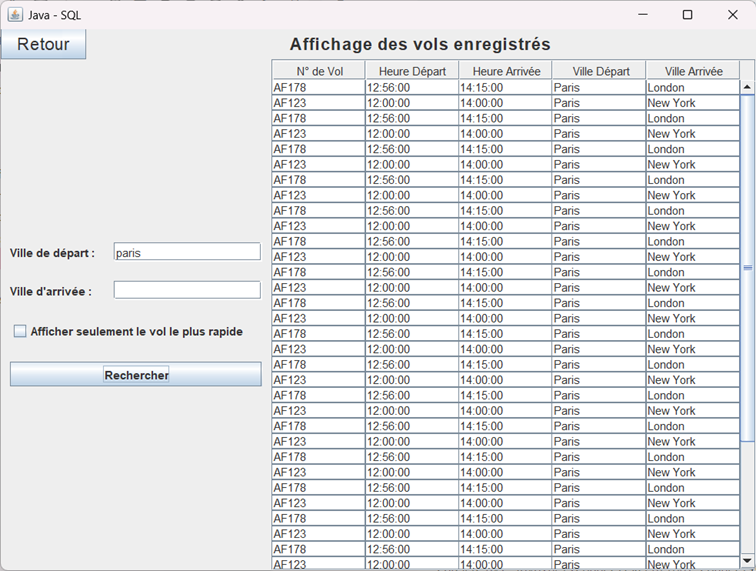 Java - SQL
Retour
Affichage des vols enregistrés
Ville de départ : paris
Ville d'arrivée :
Afficher seulement le vol le plus rapide
Rechercher
N° de Vol Heure Départ Heure Arrivée Ville Départ Ville Arrivée
AF178 12:56:00 14:15:00 Paris London
AF123 12:00:00 14:00:00 Paris New York
AF178 12:56:00 14:15:00 Paris London
AF123 12:00:00 14:00:00 Paris New York
AF178 12:56:00 14:15:00 Paris London
AF123 12:00:00 14:00:00 Paris New York
AF178 12:56:00 14:15:00 Paris London
AF123 12:00:00 14:00:00 Paris New York
AF178 12:56:00 14:15:00 Paris London
AF123 12:00:00 14:00:00 Paris New York
AF178 12:56:00 14:15:00 Paris London
AF123 12:00:00 14:00:00 Paris New York
AF178 12:56:00 14:15:00 Paris London
AF123 12:00:00 14:00:00 Paris New York
AF178 12:56:00 14:15:00 Paris London
AF123 12:00:00 14:00:00 Paris New York
AF178 12:56:00 14:15:00 Paris London
AF123 12:00:00 14:00:00 Paris New York
AF178 12:56:00 14:15:00 Paris London
AF123 12:00:00 14:00:00 Paris New York
AF178 12:56:00 14:15:00 Paris London
AF123 12:00:00 14:00:00 Paris New York
AF178 12:56:00 14:15:00 Paris London
AF123 12:00:00 14:00:00 Paris New York
AF178 12:56:00 14:15:00 Paris London
AF123 12:00:00 14:00:00 Paris New York
AF178 12:56:00 14:15:00 Paris London
AF123 12:00:00 14:00:00 Paris New York
AF178 12:56:00 14:15:00 Paris London
AF123 12:00:00 14:00:00 Paris New York
AF178 12:56:00 14:15:00 Paris London
AF123 12:00:00 14:00:00 Paris New York